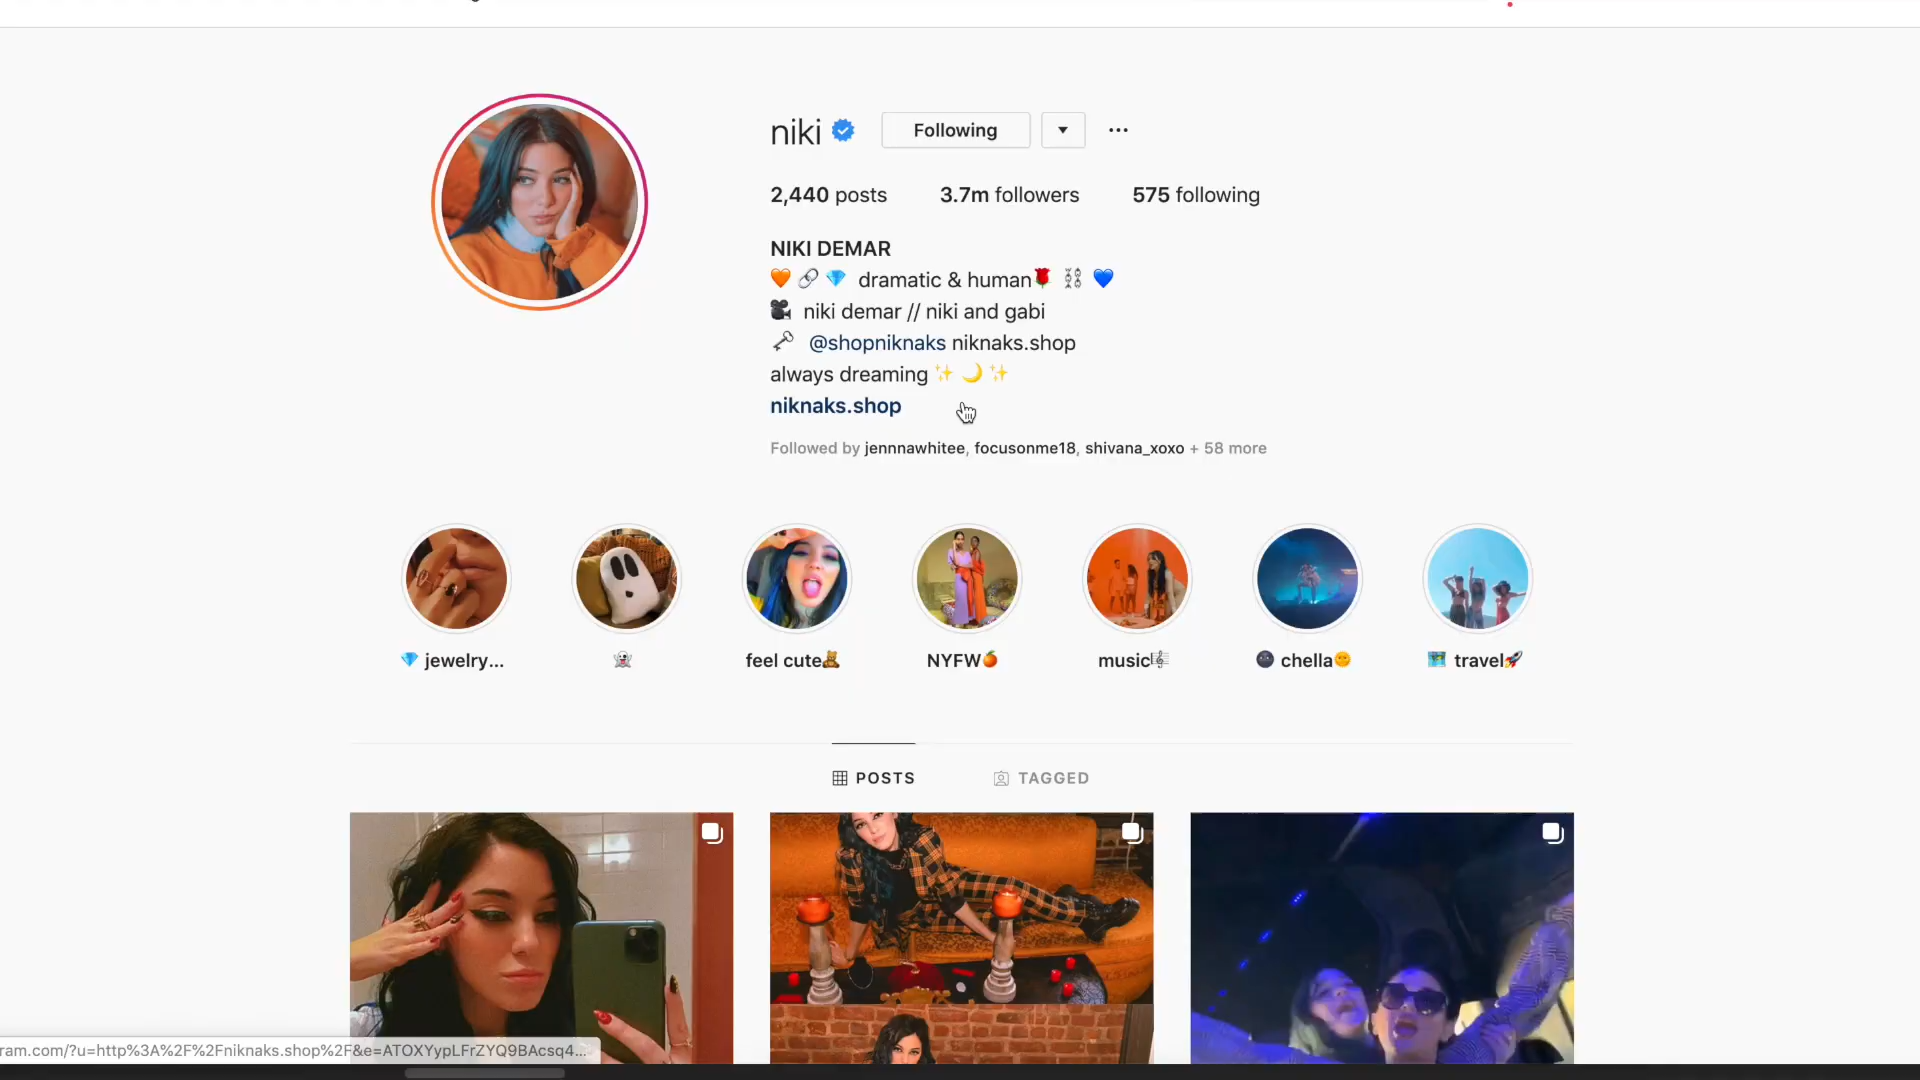 niki Following
2,440 posts 3.7m followers 575 following
NIKI DEMAR
🧡 🔗 💎 dramatic & human🌹 ⛓ 💙
🎥 niki demar // niki and gabi
🗝 @shopniknaks niknaks.shop
always dreaming ✨ 🌙 ✨
niknaks.shop
Followed by jennnawhitee, focusonme18, shivana_xoxo + 58 more
💎 jewelry... 👻 feel cute🧸 NYFW🍊 music🎼 🌚 chella🌞 🗺 travel🚀
POSTS TAGGED
ram.com/?u=http%3A%2F%2Fniknaks.shop%2F&e=ATOXYypLFrZYQ9BAcsq4...